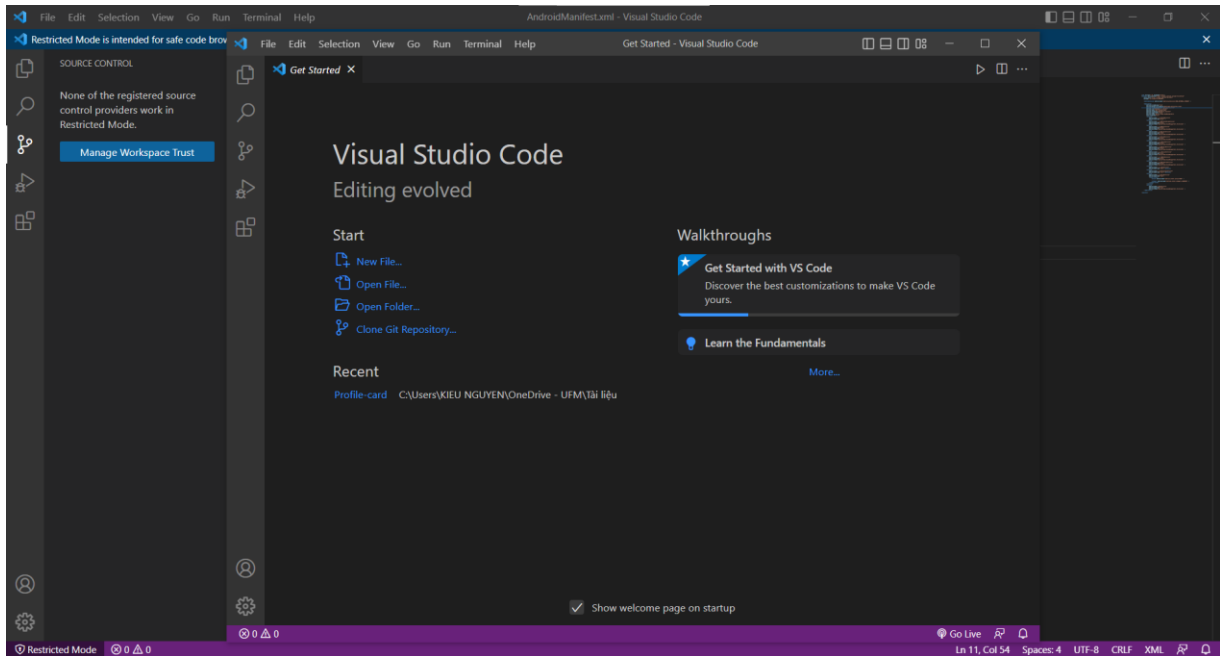 File Edit Selection View Go Run Terminal Help
AndroidManifest.xml - Visual Studio Code
Restricted Mode is intended for safe code brov
SOURCE CONTROL
None of the registered source
control providers work in
Restricted Mode.
Manage Workspace Trust
File Edit Selection View Go Run Terminal Help
Get Started - Visual Studio Code
Get Started
Visual Studio Code
Editing evolved
Start
New File...
Open File...
Open Folder...
Clone Git Repository...
Recent
Profile-card C:\Users\KIEU NGUYEN\OneDrive - UFM\Tài liệu
Walkthroughs
Get Started with VS Code
Discover the best customizations to make VS Code
yours.
Learn the Fundamentals
More...
Show welcome page on startup
0 0
Go Live
Restricted Mode 0 0
Ln 11, Col 54 Spaces: 4 UTF-8 CRLF XML